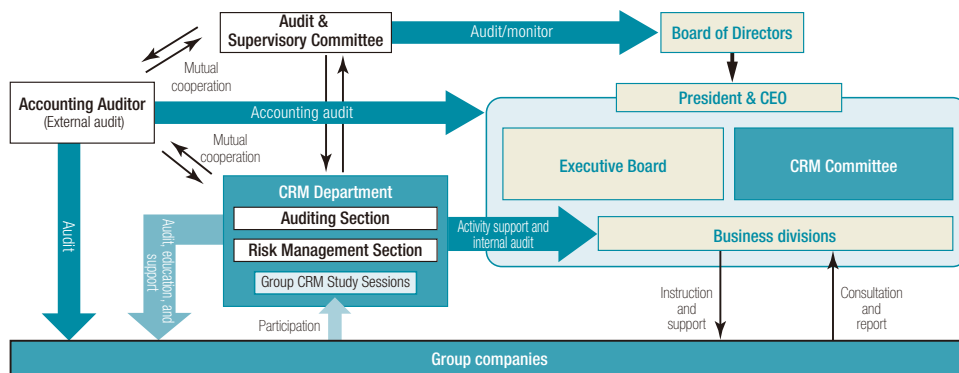 Audit &
Supervisory Committee
Audit/monitor
Board of Directors
Mutual
cooperation
President & CEO
Accounting Auditor
(External audit)
Accounting audit
Mutual
cooperation
Executive Board
CRM Committee
CRM Department
Auditing Section
Risk Management Section
Group CRM Study Sessions
Activity support and
internal audit
Business divisions
Audit
Audit, education, and
support
Participation
Instruction
and
support
Consultation
and
report
Group companies